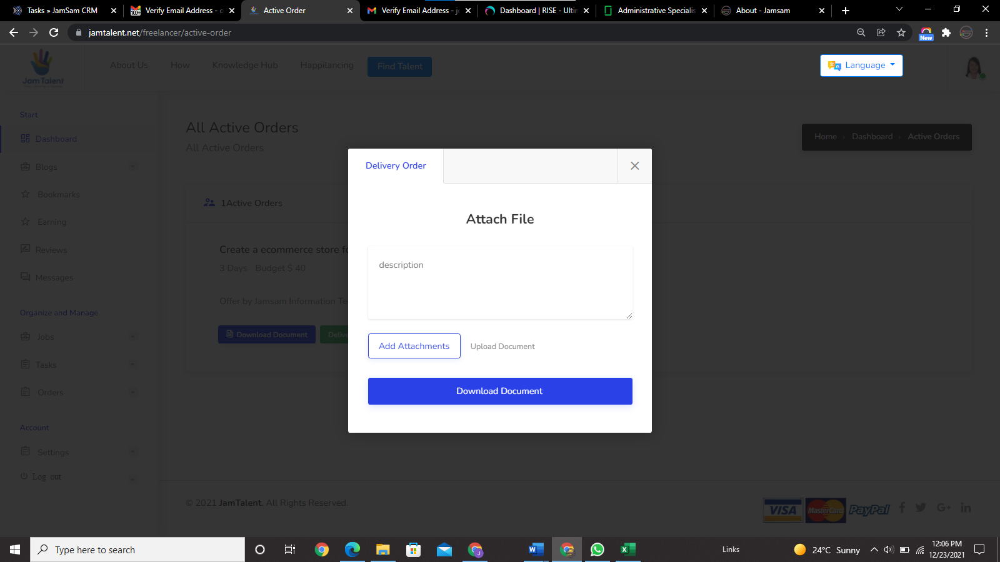 Tasks » JamSam CRM
Verify Email Address - o
Active Order
Verify Email Address - je
Dashboard | RISE - Ultim
Administrative Specialis
About - Jamsam
jamtalent.net/freelancer/active-order
New
JamTalent
About Us
How
Knowledge Hub
Happilancing
Find Talent
Language
Start
Dashboard
Blogs
Bookmarks
Earning
Reviews
Messages
Organize and Manage
Jobs
Tasks
Orders
Account
Settings
Log out
All Active Orders
All Active Orders
Home › Dashboard › Active Orders
1Active Orders
Create a ecommerce store fo
3 Days Budget $ 40
Offer by Jamsam Information Te
Download Document
Delive
Delivery Order
Attach File
description
Add Attachments
Upload Document
Download Document
© 2021 JamTalent. All Rights Reserved.
VISA
MasterCard
PayPal
Type here to search
Links
24°C Sunny
12:06 PM
12/23/2021